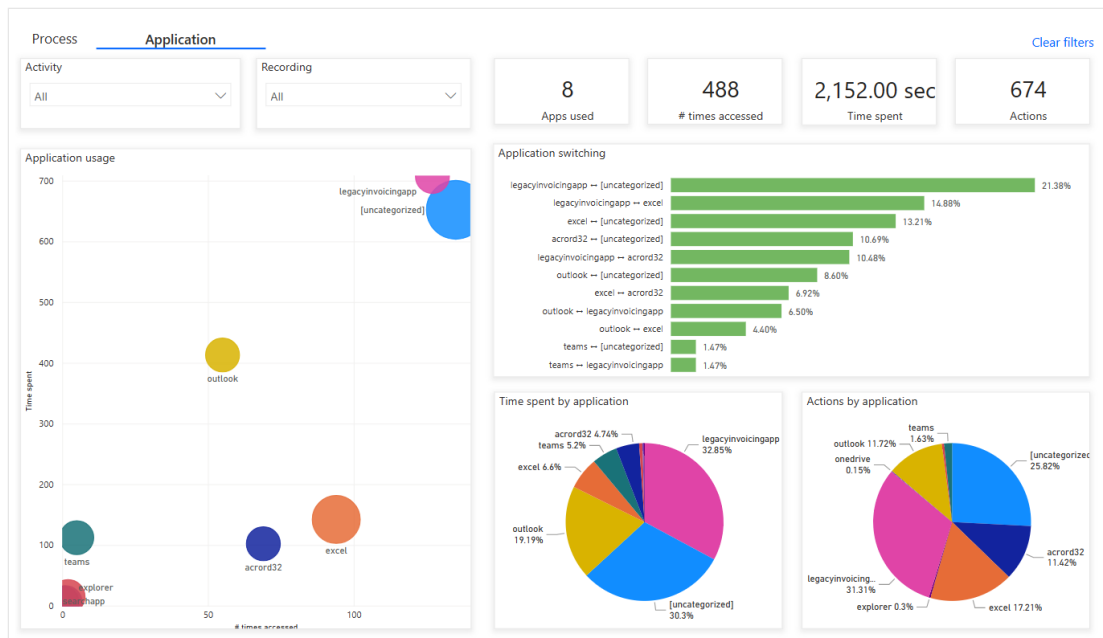 Process
Application
Clear filters
Activity
All
Recording
All
8
Apps used
488
# times accessed
2,152.00 sec
Time spent
674
Actions
Application usage
Time spent
700
600
500
400
300
200
100
0
0
50
100
# times accessed
legacyinvoicingapp
[uncategorized]
outlook
teams
explorer
acrord32
excel
Application switching
legacyinvoicingapp ↔ [uncategorized] 21.38%
legacyinvoicingapp ↔ excel 14.88%
excel ↔ [uncategorized] 13.21%
acrord32 ↔ [uncategorized] 10.69%
legacyinvoicingapp ↔ acrord32 10.48%
outlook ↔ [uncategorized] 8.60%
excel ↔ acrord32 6.92%
outlook ↔ legacyinvoicingapp 6.50%
outlook ↔ excel 4.40%
teams ↔ [uncategorized] 1.47%
teams ↔ legacyinvoicingapp 1.47%
Time spent by application
acrord32 4.74%
teams 5.2%
excel 6.6%
outlook
19.19%
legacyinvoicingapp
32.85%
[uncategorized]
30.3%
Actions by application
teams
1.63%
outlook 11.72%
onedrive
0.15%
legacyinvoicing...
31.31%
explorer 0.3%
excel 17.21%
acrord32
11.42%
[uncategorized
25.82%